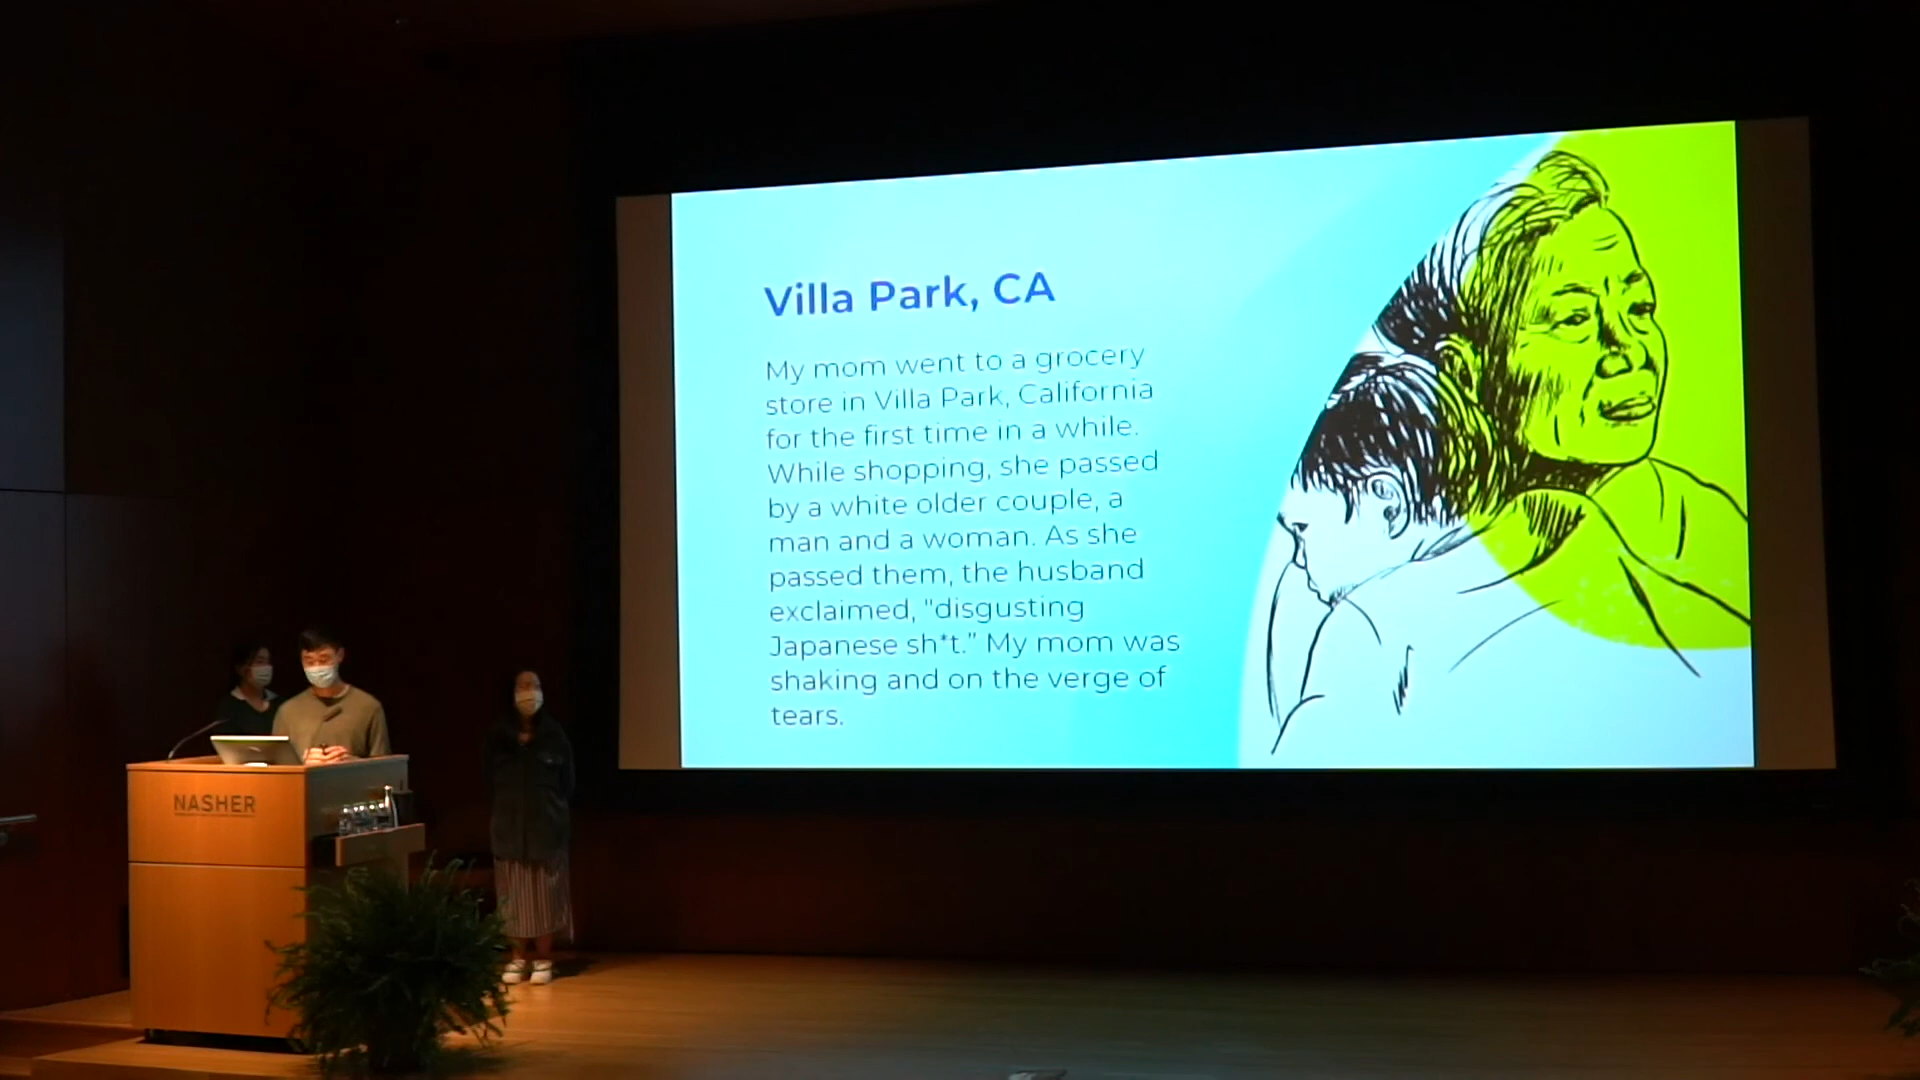 Villa Park, CA
My mom went to a grocery
store in Villa Park, California
for the first time in a while.
While shopping, she passed
by a white older couple, a
man and a woman. As she
passed them, the husband
exclaimed, "disgusting
Japanese sh*t." My mom was
shaking and on the verge of
tears.
NASHER